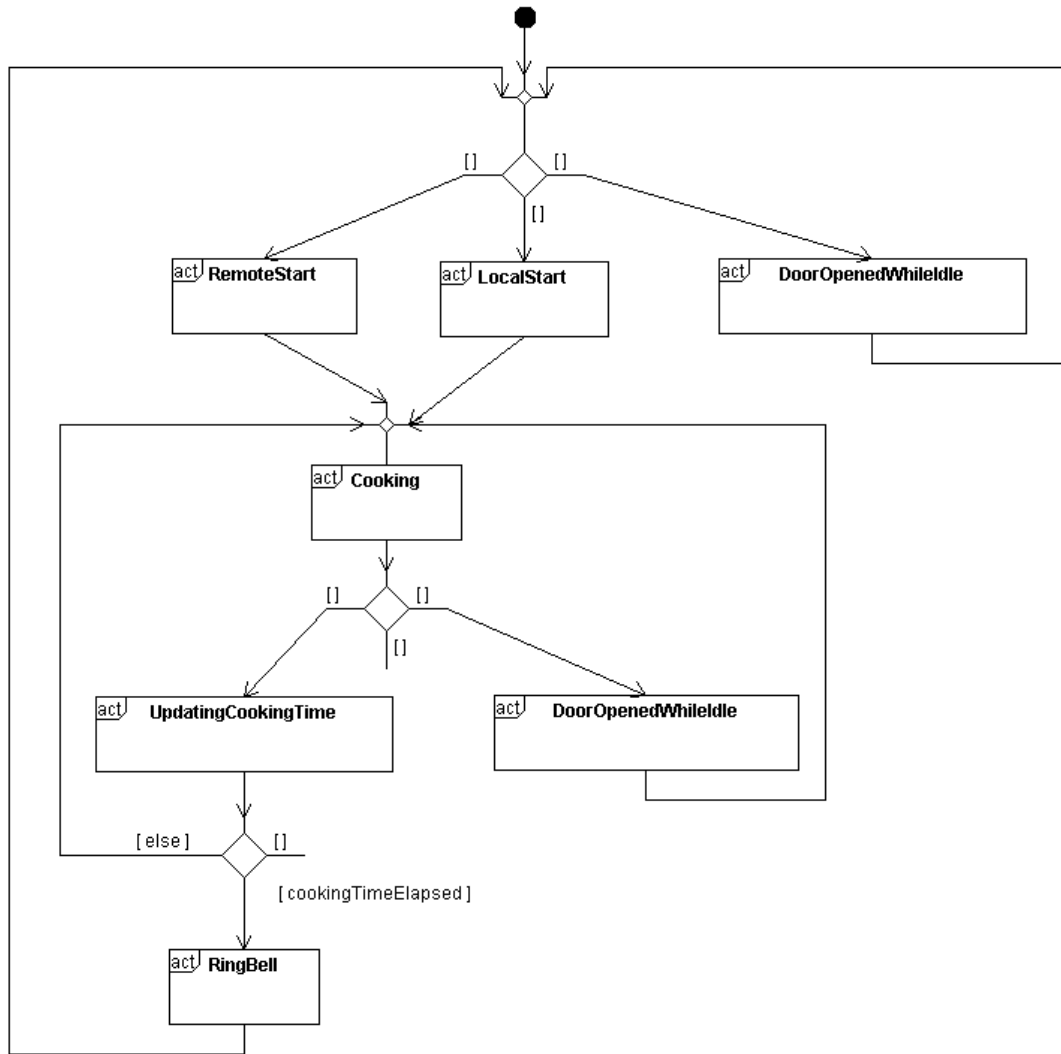 [ ]
[ ]
[ ]
act RemoteStart
act LocalStart
act DoorOpenedWhileIdle
act Cooking
[ ]
[ ]
[ ]
act UpdatingCookingTime
act DoorOpenedWhileIdle
[ else ]
[ ]
[ cookingTimeElapsed ]
act RingBell